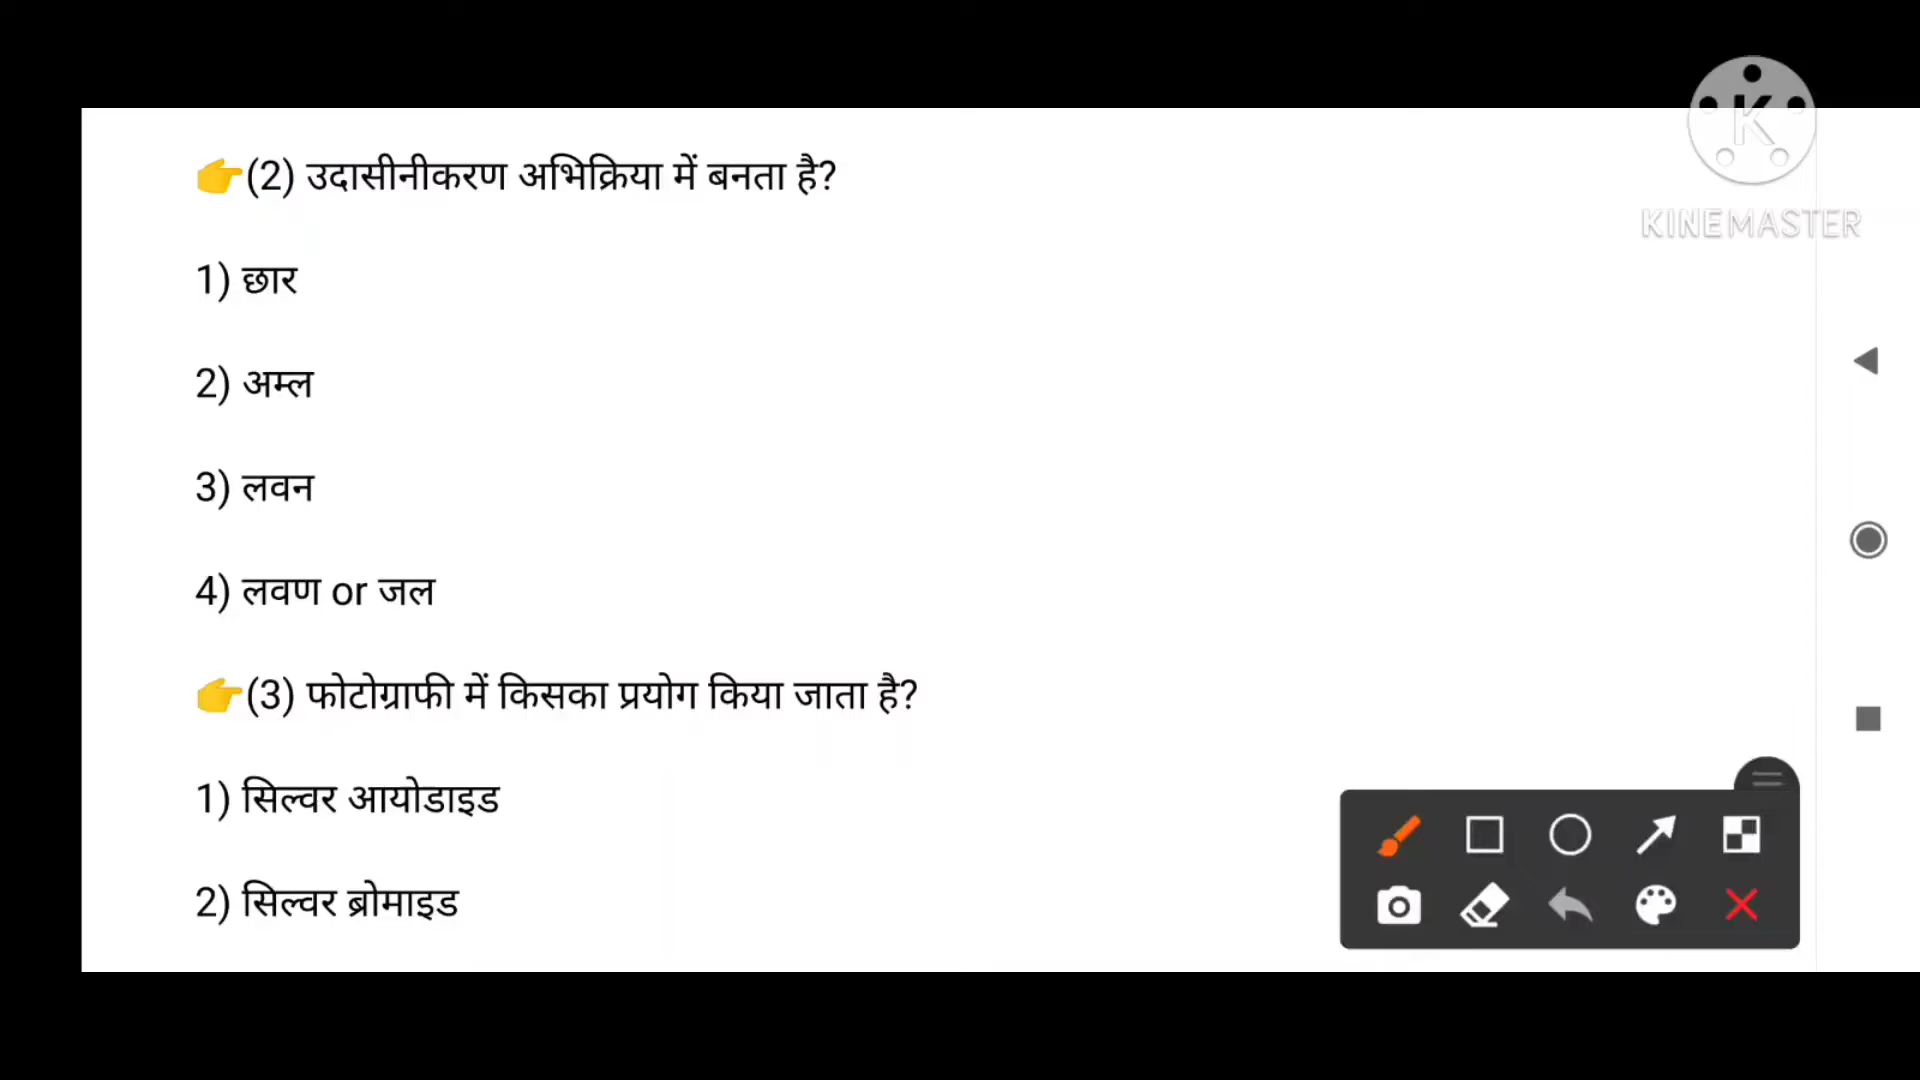 👉(2) उदासीनीकरण अभिक्रिया में बनता है?
1) छार
2) अम्ल
3) लवन
4) लवण or जल
👉(3) फोटोग्राफी में किसका प्रयोग किया जाता है?
1) सिल्वर आयोडाइड
2) सिल्वर ब्रोमाइड
K
KINEMASTER